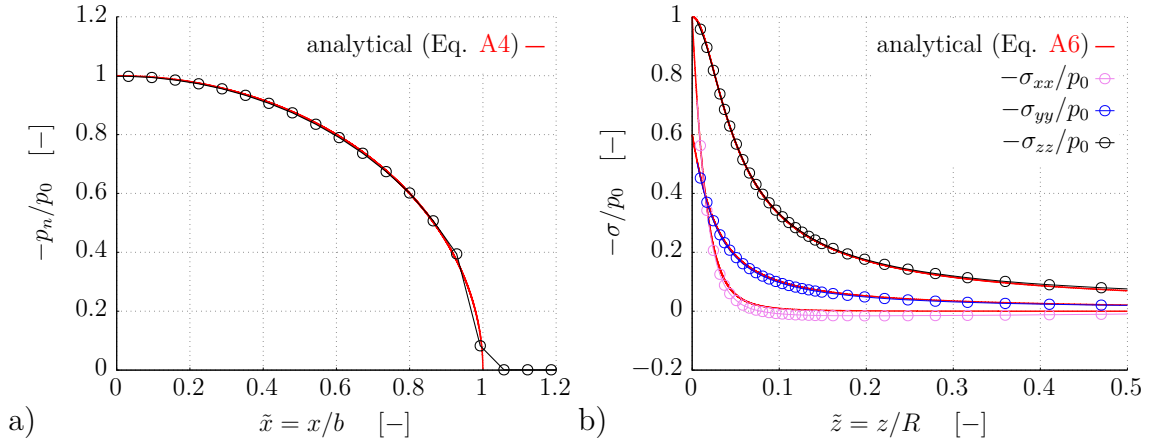 1.2
1
0.8
0.6
0.4
0.2
0
0 0.2 0.4 0.6 0.8 1 1.2
−p_n/p_0 [−]
x̃ = x/b [−]
analytical (Eq. A4)
a)
1
0.8
0.6
0.4
0.2
0
−0.2
0 0.1 0.2 0.3 0.4 0.5
−σ/p_0 [−]
z̃ = z/R [−]
analytical (Eq. A6)
−σ_xx/p_0
−σ_yy/p_0
−σ_zz/p_0
b)